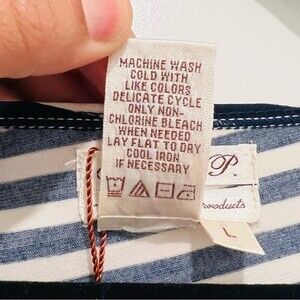 MACHINE WASH
COLD WITH
LIKE COLORS
DELICATE CYCLE
ONLY NON-
CHLORINE BLEACH
WHEN NEEDED
LAY FLAT TO DRY
COOL IRON
IF NECESSARY
P.
products
L